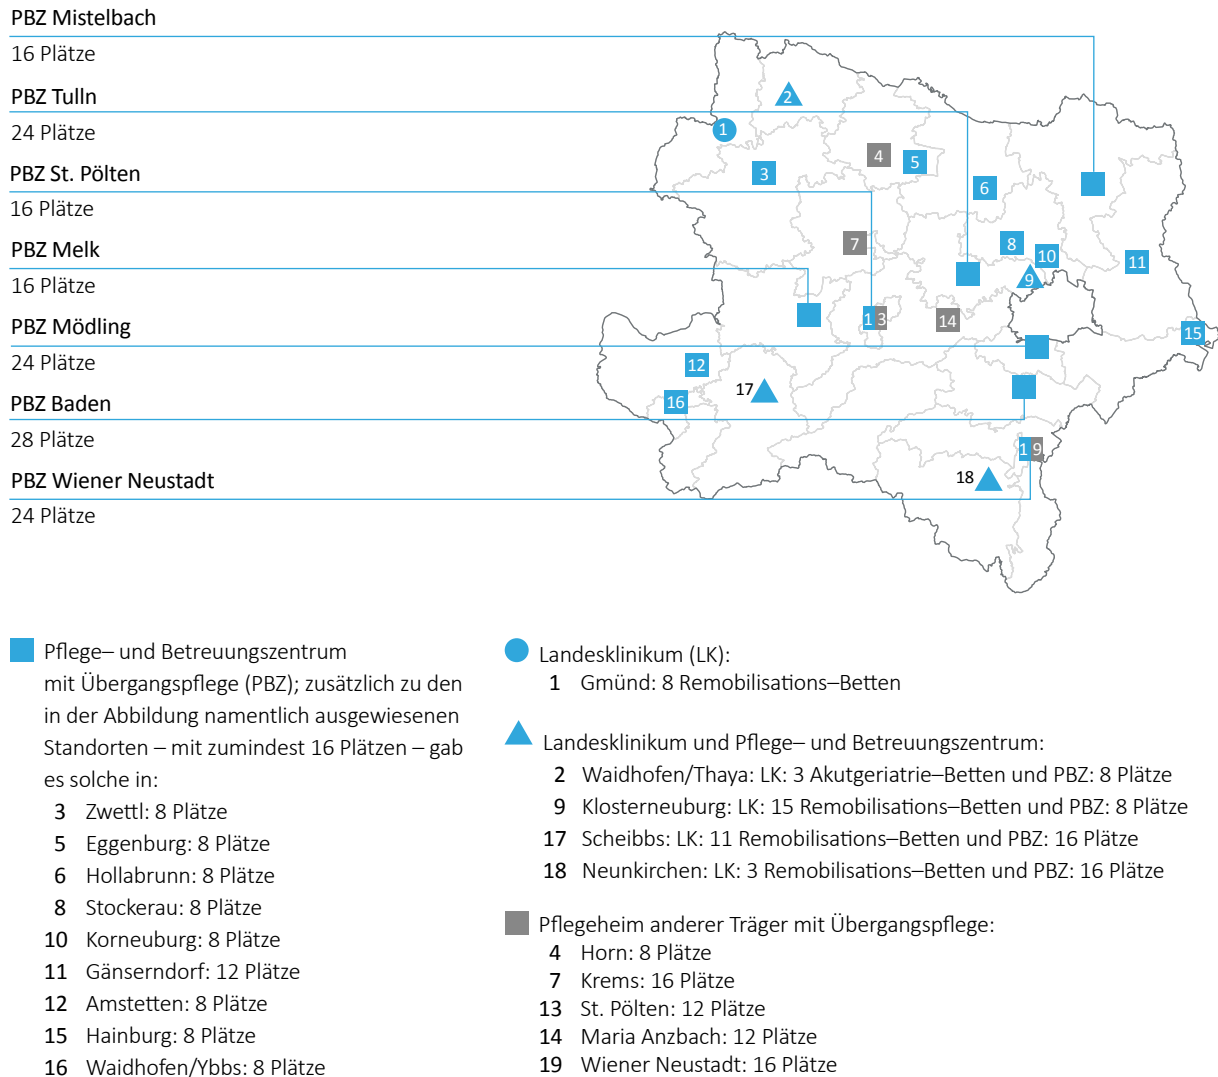 PBZ Mistelbach
16 Plätze
PBZ Tulln
24 Plätze
PBZ St. Pölten
16 Plätze
PBZ Melk
16 Plätze
PBZ Mödling
24 Plätze
PBZ Baden
28 Plätze
PBZ Wiener Neustadt
24 Plätze
2
1
4
5
3
6
7
8
10
11
9
13
14
15
12
17
16
19
18
Pflege– und Betreuungszentrum
mit Übergangspflege (PBZ); zusätzlich zu den
in der Abbildung namentlich ausgewiesenen
Standorten – mit zumindest 16 Plätzen – gab
es solche in:
3 Zwettl: 8 Plätze
5 Eggenburg: 8 Plätze
6 Hollabrunn: 8 Plätze
8 Stockerau: 8 Plätze
10 Korneuburg: 8 Plätze
11 Gänserndorf: 12 Plätze
12 Amstetten: 8 Plätze
15 Hainburg: 8 Plätze
16 Waidhofen/Ybbs: 8 Plätze
Landesklinikum (LK):
1 Gmünd: 8 Remobilisations–Betten
Landesklinikum und Pflege– und Betreuungszentrum:
2 Waidhofen/Thaya: LK: 3 Akutgeriatrie–Betten und PBZ: 8 Plätze
9 Klosterneuburg: LK: 15 Remobilisations–Betten und PBZ: 8 Plätze
17 Scheibbs: LK: 11 Remobilisations–Betten und PBZ: 16 Plätze
18 Neunkirchen: LK: 3 Remobilisations–Betten und PBZ: 16 Plätze
Pflegeheim anderer Träger mit Übergangspflege:
4 Horn: 8 Plätze
7 Krems: 16 Plätze
13 St. Pölten: 12 Plätze
14 Maria Anzbach: 12 Plätze
19 Wiener Neustadt: 16 Plätze